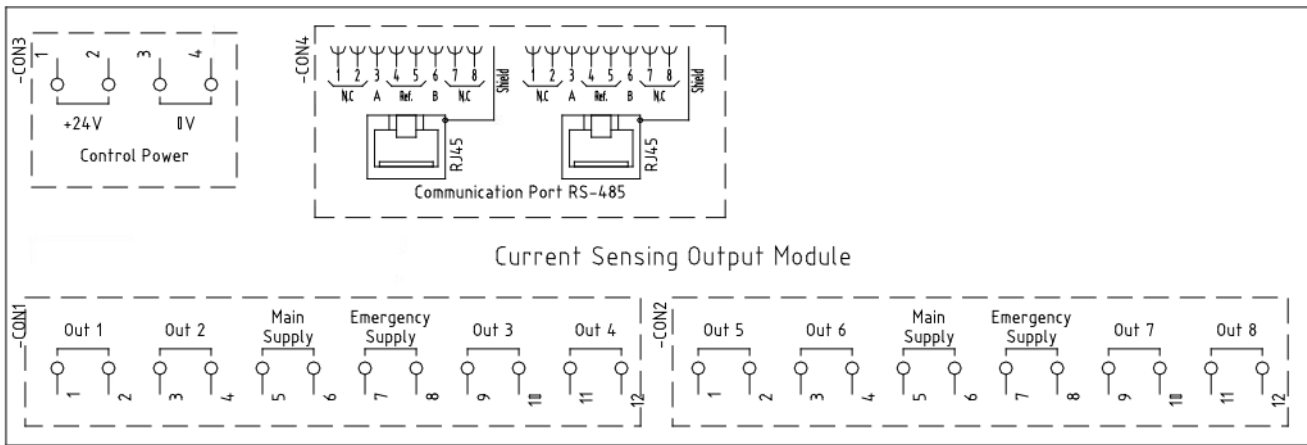 -CON3
1 2 3 4
+24V 0V
Control Power
-CON4
1 2 3 4 5 6 7 8 Shield
N.C A Ref. B N.C
RJ45
1 2 3 4 5 6 7 8 Shield
N.C A Ref. B N.C
RJ45
Communication Port RS-485
Current Sensing Output Module
-CON1
Out 1 Out 2 Main Supply Emergency Supply Out 3 Out 4
1 2 3 4 5 6 7 8 9 10 11 12
-CON2
Out 5 Out 6 Main Supply Emergency Supply Out 7 Out 8
1 2 3 4 5 6 7 8 9 10 11 12